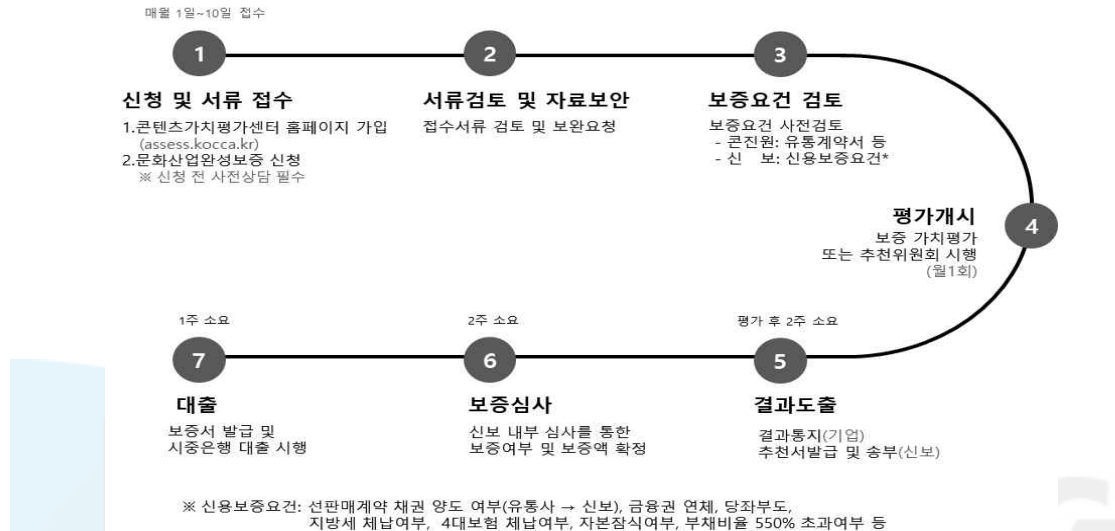 매월 1일~10일 접수
1
신청 및 서류 접수
1.콘텐츠가치평가센터 홈페이지 가입
(assess.kocca.kr)
2.문화산업완성보증 신청
※ 신청 전 사전상담 필수
2
서류검토 및 자료보안
접수서류 검토 및 보완요청
3
보증요건 검토
보증요건 사전검토
- 콘진원: 유통계약서 등
- 신 보: 신용보증요건*
4
평가개시
보증 가치평가
또는 추천위원회 시행
(월1회)
평가 후 2주 소요
5
결과도출
결과통지(기업)
추천서발급 및 송부(신보)
2주 소요
6
보증심사
신보 내부 심사를 통한
보증여부 및 보증액 확정
1주 소요
7
대출
보증서 발급 및
시중은행 대출 시행
※ 신용보증요건: 선판매계약 채권 양도 여부(유통사 → 신보), 금융권 연체, 당좌부도,
지방세 체납여부, 4대보험 체납여부, 자본잠식여부, 부채비율 550% 초과여부 등